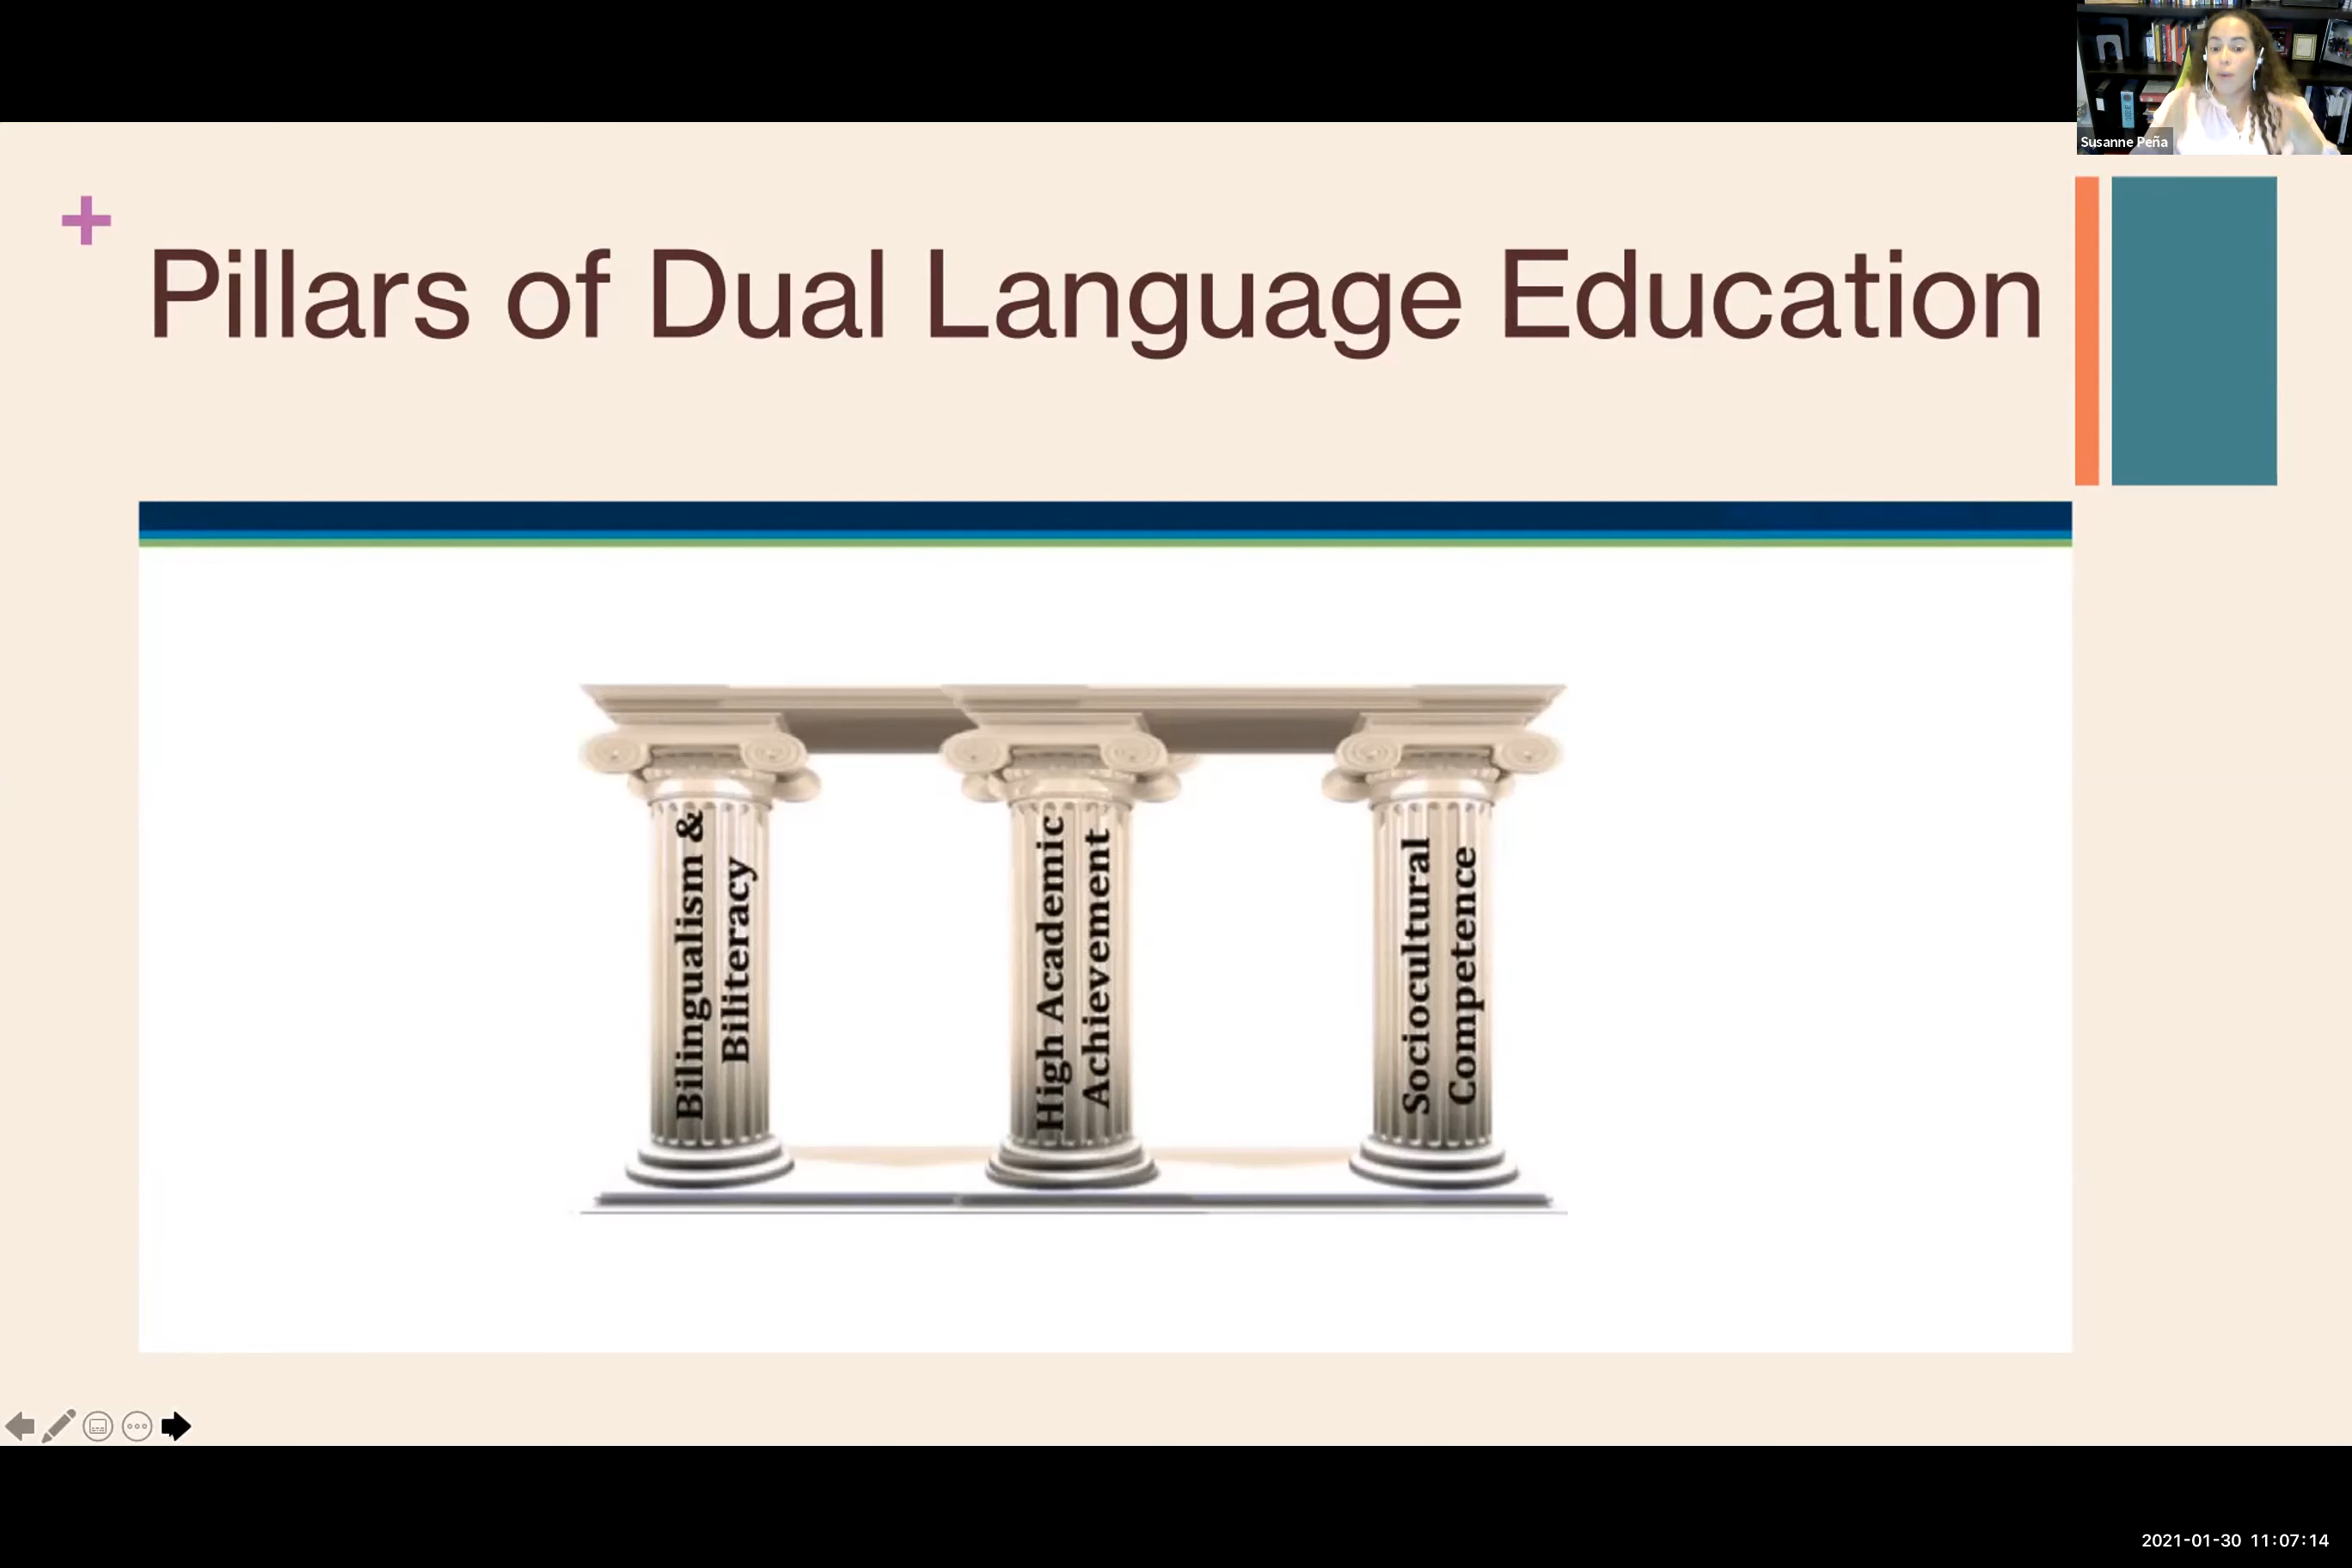 Susanne Peña
+
Pillars of Dual Language Education
Bilingualism &
Biliteracy
High Academic
Achievement
Sociocultural
Competence
2021-01-30 11:07:14